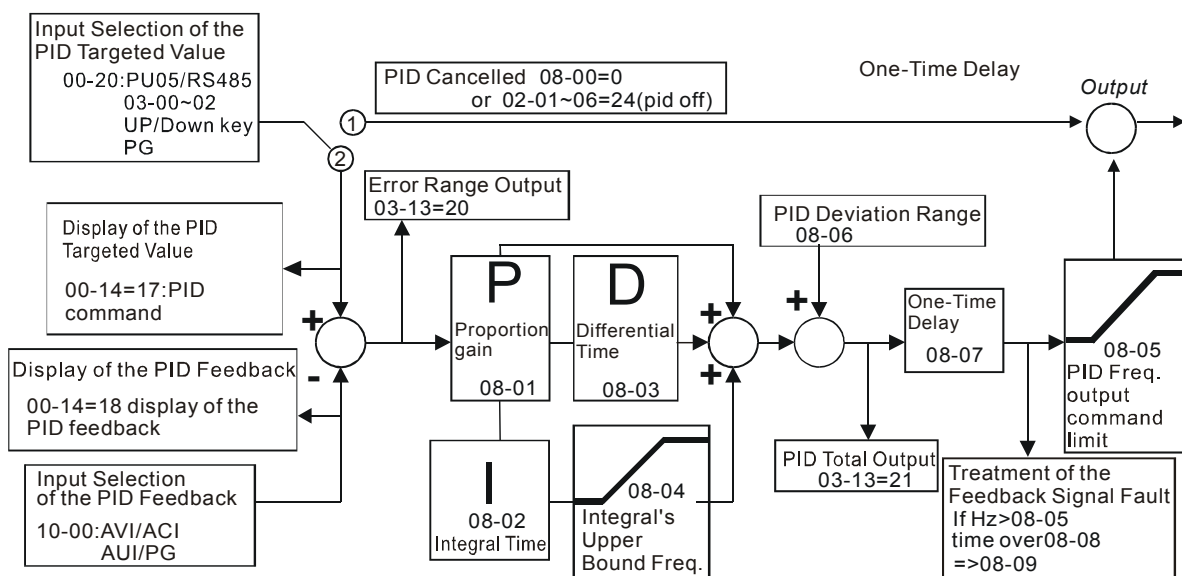 Input Selection of the
PID Targeted Value
00-20:PU05/RS485
03-00~02
UP/Down key
PG
1
2
PID Cancelled 08-00=0
or 02-01~06=24(pid off)
One-Time Delay
Output
Error Range Output
03-13=20
PID Deviation Range
08-06
Display of the PID
Targeted Value
00-14=17:PID
command
+
-
P
Proportion
gain
08-01
D
Differential
Time
08-03
+
+
+
One-Time
Delay
08-07
08-05
PID Freq.
output
command
limit
Display of the PID Feedback
00-14=18 display of the
PID feedback
Input Selection
of the PID Feedback
10-00:AVI/ACI
AUI/PG
I
08-02
Integral Time
08-04
Integral's
Upper
Bound Freq.
PID Total Output
03-13=21
Treatment of the
Feedback Signal Fault
If Hz>08-05
time over08-08
=>08-09